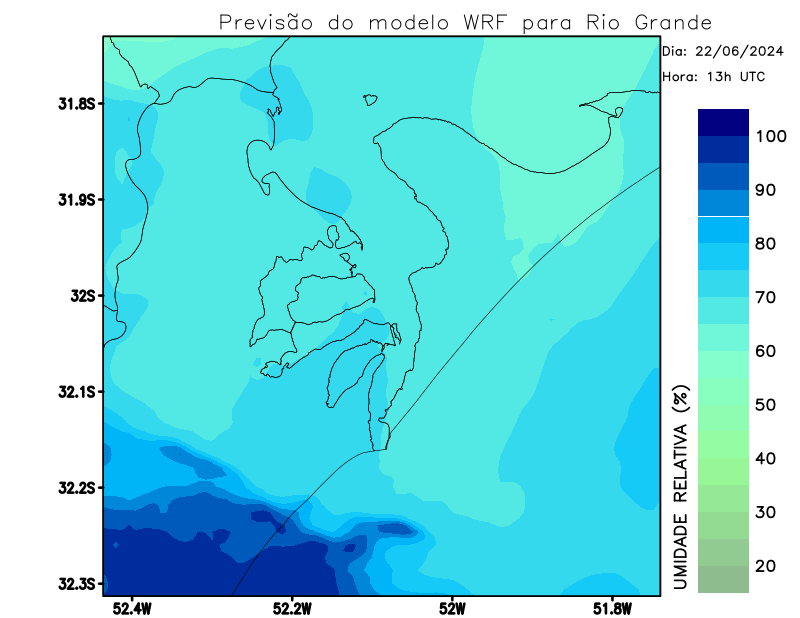 Previsão do modelo WRF para Rio Grande
Dia: 22/06/2024
Hora: 13h UTC
31.8S
31.9S
32S
32.1S
32.2S
32.3S
52.4W
52.2W
52W
51.8W
100
90
80
70
60
50
40
30
20
UMIDADE RELATIVA (%)